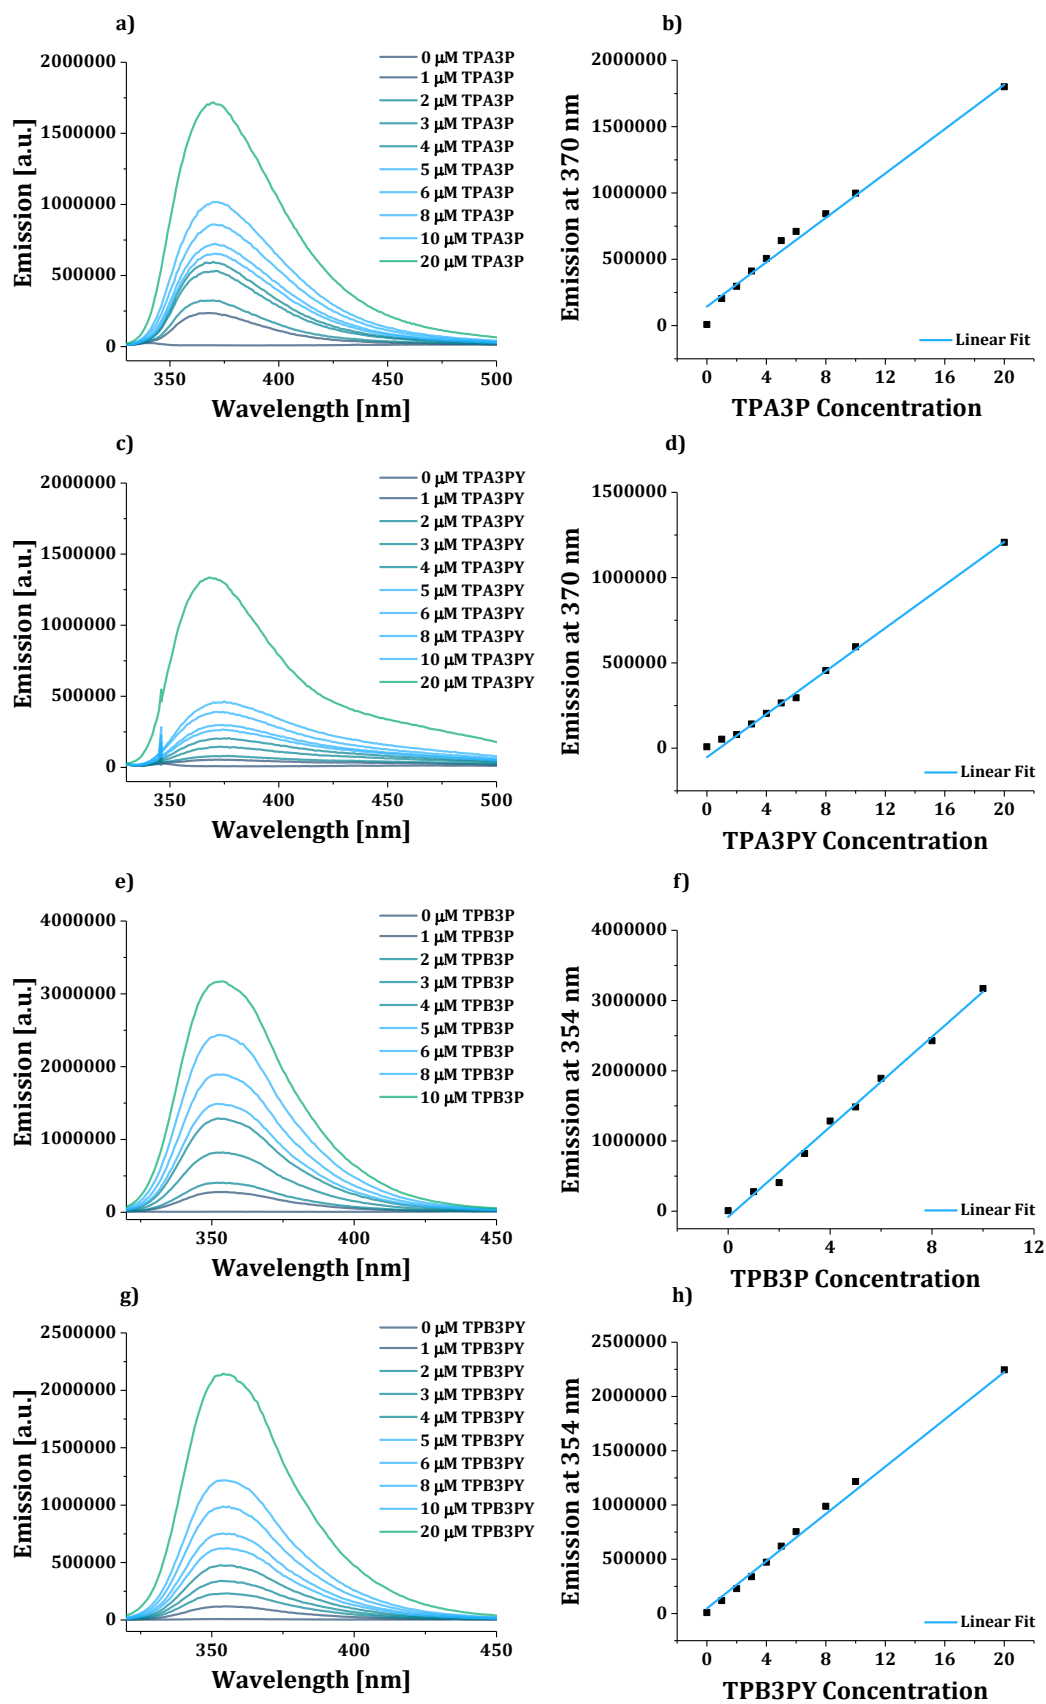 a)
Emission [a.u.]
2000000
1500000
1000000
500000
0
350
400
450
500
Wavelength [nm]
0 μM TPA3P
1 μM TPA3P
2 μM TPA3P
3 μM TPA3P
4 μM TPA3P
5 μM TPA3P
6 μM TPA3P
8 μM TPA3P
10 μM TPA3P
20 μM TPA3P
b)
Emission at 370 nm
2000000
1500000
1000000
500000
0
0
4
8
12
16
20
TPA3P Concentration
Linear Fit
c)
Emission [a.u.]
2000000
1500000
1000000
500000
0
350
400
450
500
Wavelength [nm]
0 μM TPA3PY
1 μM TPA3PY
2 μM TPA3PY
3 μM TPA3PY
4 μM TPA3PY
5 μM TPA3PY
6 μM TPA3PY
8 μM TPA3PY
10 μM TPA3PY
20 μM TPA3PY
d)
Emission at 370 nm
1500000
1000000
500000
0
0
4
8
12
16
20
TPA3PY Concentration
Linear Fit
e)
Emission [a.u.]
4000000
3000000
2000000
1000000
0
350
400
450
Wavelength [nm]
0 μM TPB3P
1 μM TPB3P
2 μM TPB3P
3 μM TPB3P
4 μM TPB3P
5 μM TPB3P
6 μM TPB3P
8 μM TPB3P
10 μM TPB3P
f)
Emission at 354 nm
4000000
3000000
2000000
1000000
0
0
4
8
12
TPB3P Concentration
Linear Fit
g)
Emission [a.u.]
2500000
2000000
1500000
1000000
500000
0
350
400
450
Wavelength [nm]
0 μM TPB3PY
1 μM TPB3PY
2 μM TPB3PY
3 μM TPB3PY
4 μM TPB3PY
5 μM TPB3PY
6 μM TPB3PY
8 μM TPB3PY
10 μM TPB3PY
20 μM TPB3PY
h)
Emission at 354 nm
2500000
2000000
1500000
1000000
500000
0
0
4
8
12
16
20
TPB3PY Concentration
Linear Fit